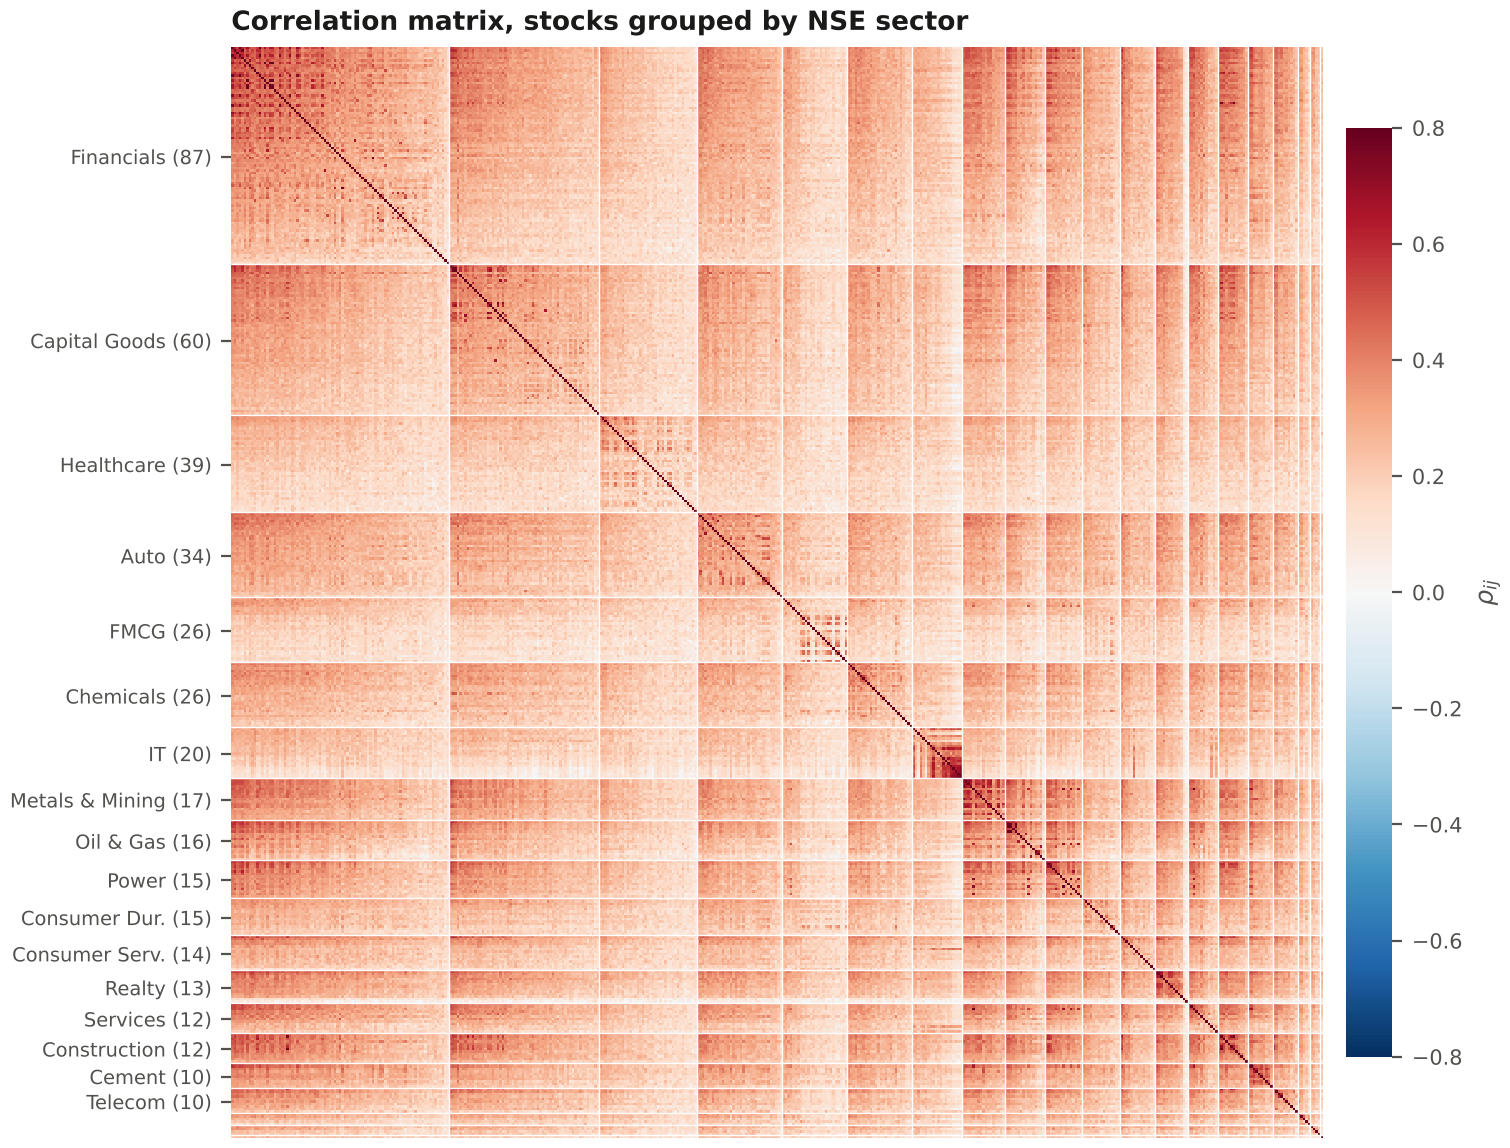 Correlation matrix, stocks grouped by NSE sector
Financials (87)
Capital Goods (60)
Healthcare (39)
Auto (34)
FMCG (26)
Chemicals (26)
IT (20)
Metals & Mining (17)
Oil & Gas (16)
Power (15)
Consumer Dur. (15)
Consumer Serv. (14)
Realty (13)
Services (12)
Construction (12)
Cement (10)
Telecom (10)
0.8
0.6
0.4
0.2
0.0
−0.2
−0.4
−0.6
−0.8
ρij